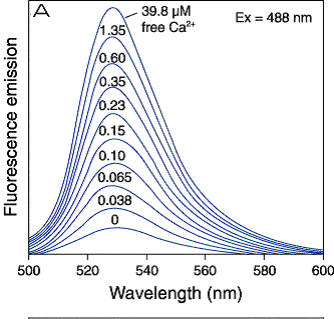 A
39.8 µM
free Ca²⁺
Ex = 488 nm
1.35
0.60
0.35
0.23
0.15
0.10
0.065
0.038
0
Fluorescence emission
500 520 540 560 580 600
Wavelength (nm)